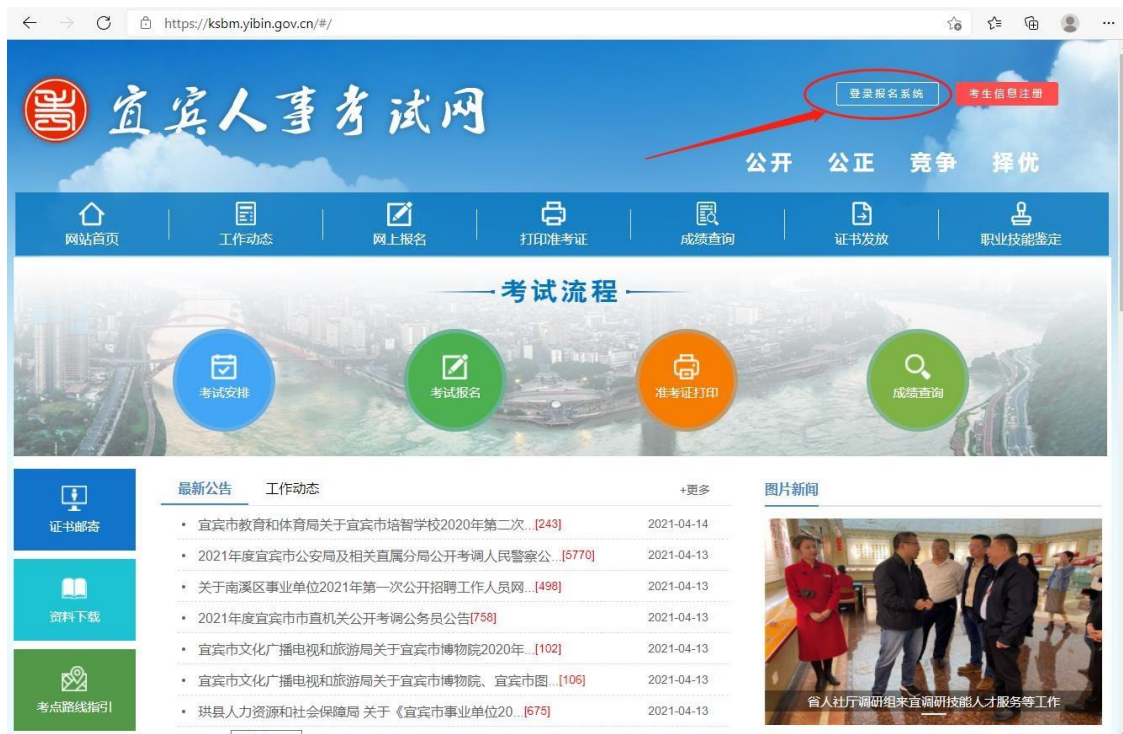 https://ksbm.yibin.gov.cn/#/
考
宜宾人事考试网
登录报名系统
考生信息注册
公开 公正 竞争 择优
网站首页 工作动态 网上报名 打印准考证 成绩查询 证书发放 职业技能鉴定
考试流程
考试安排 考试报名 准考证打印 成绩查询
证书邮寄
资料下载
考点路线指引
最新公告 工作动态 +更多
• 宜宾市教育和体育局关于宜宾市培智学校2020年第二次...[243] 2021-04-14
• 2021年度宜宾市公安局及相关直属分局公开考调人民警察公...[5770] 2021-04-13
• 关于南溪区事业单位2021年第一次公开招聘工作人员网...[498] 2021-04-13
• 2021年度宜宾市市直机关公开考调公务员公告[758] 2021-04-13
• 宜宾市文化广播电视和旅游局关于宜宾市博物院2020年...[102] 2021-04-13
• 宜宾市文化广播电视和旅游局关于宜宾市博物院、宜宾市图...[106] 2021-04-13
• 珙县人力资源和社会保障局 关于《宜宾市事业单位20...[675] 2021-04-13
图片新闻
省人社厅调研组来宜调研技能人才服务等工作